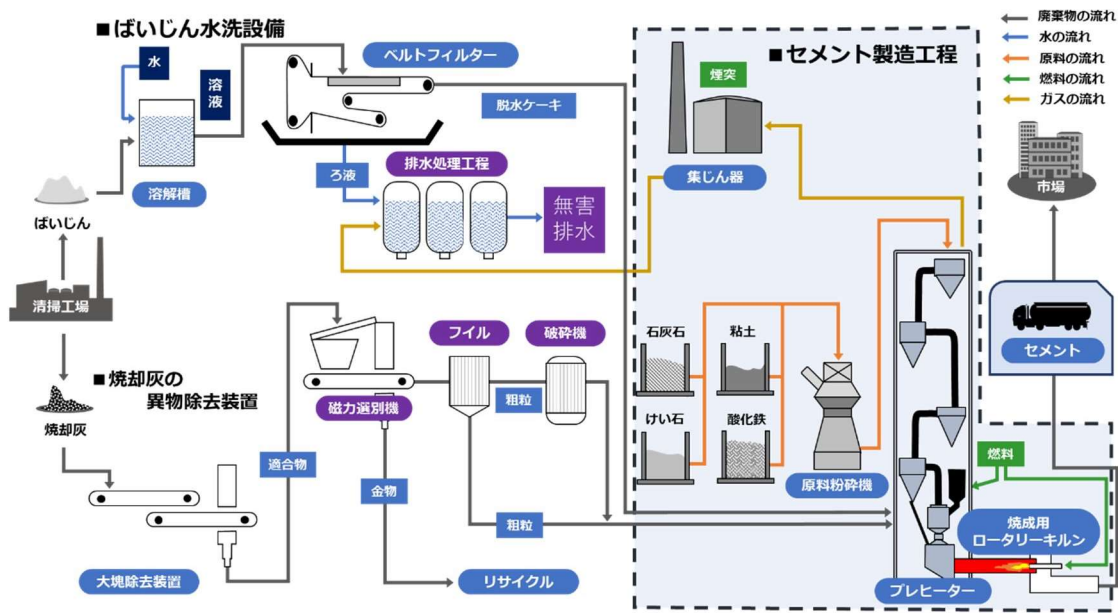 ■ばいじん水洗設備
水
溶液
ベルトフィルター
脱水ケーキ
溶解槽
ろ液
排水処理工程
無害
排水
ばいじん
清掃工場
焼却灰
■焼却灰の
異物除去装置
適合物
大塊除去装置
磁力選別機
金物
リサイクル
フイル
粗粒
破砕機
粗粒
■セメント製造工程
煙突
集じん器
石灰石
粘土
けい石
酸化鉄
原料粉砕機
燃料
焼成用
ロータリーキルン
プレヒーター
廃棄物の流れ
水の流れ
原料の流れ
燃料の流れ
ガスの流れ
市場
セメント